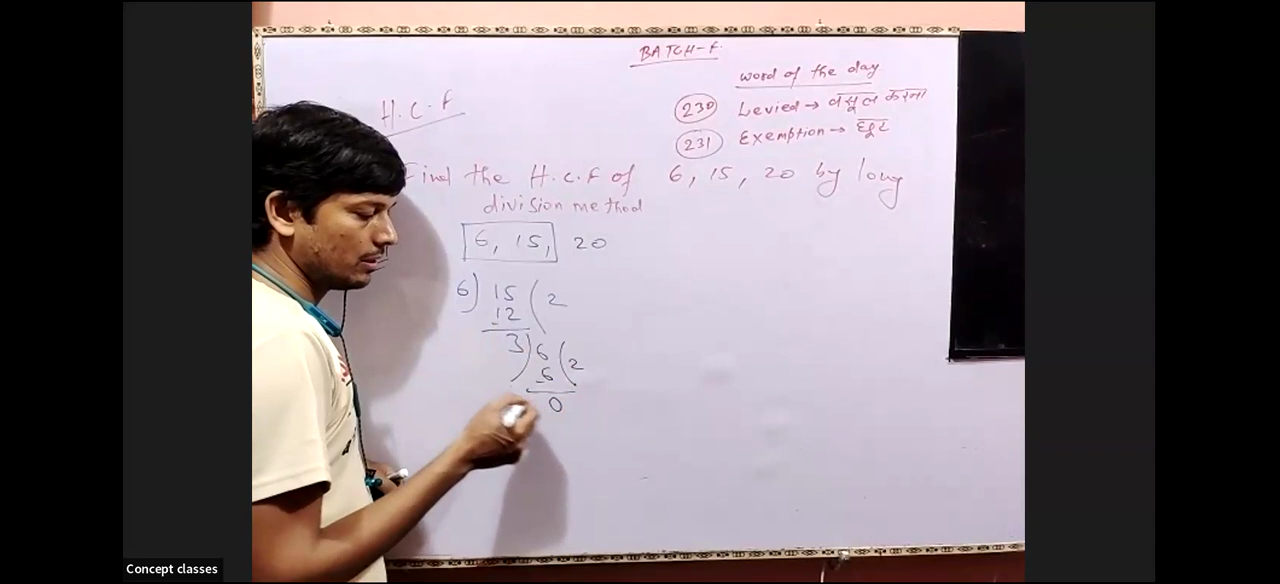 BATCH-F.
Word of the day
230 Levied → वसूल करना
231 Exemption → छूट
H.C.F
Find the H.C.F of 6, 15, 20 by long
division method
6, 15, 20
6) 15 ( 2
12
3) 6 ( 2
- 6
0
Concept classes